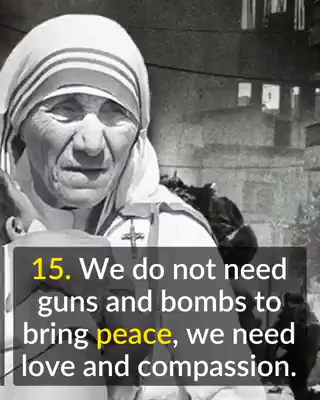 15. We do not need
guns and bombs to
bring peace, we need
love and compassion.